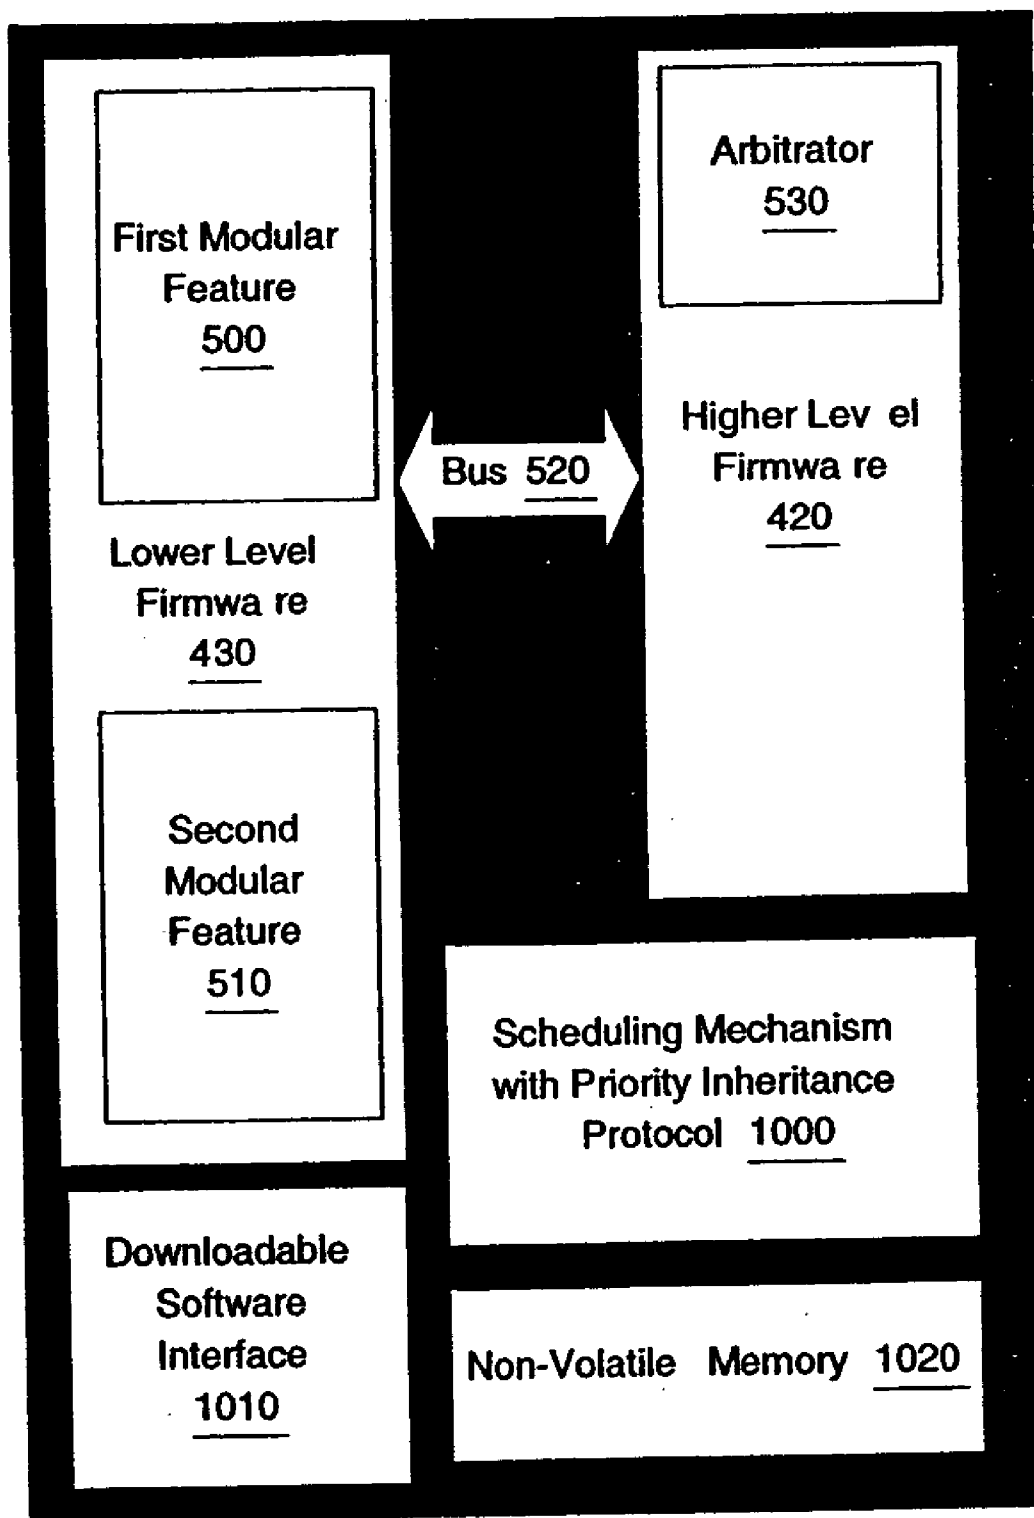 First Modular
Feature
500
Lower Level
Firmwa re
430
Second
Modular
Feature
510
Downloadable
Software
Interface
1010
Bus 520
Arbitrator
530
Higher Lev el
Firmwa re
420
Scheduling Mechanism
with Priority Inheritance
Protocol 1000
Non-Volatile Memory 1020